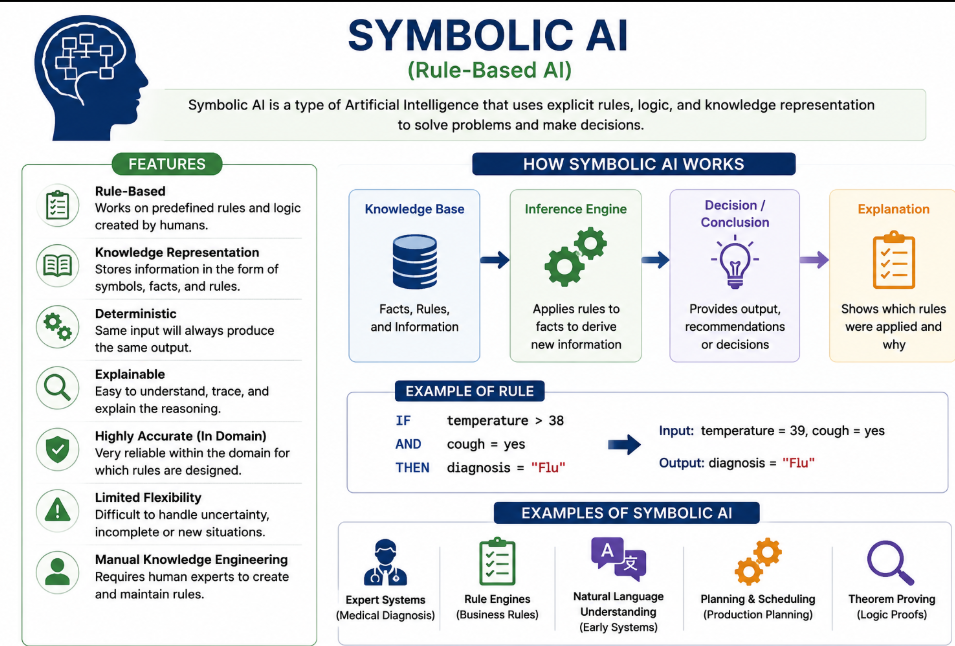 SYMBOLIC AI
(Rule-Based AI)
Symbolic AI is a type of Artificial Intelligence that uses explicit rules, logic, and knowledge representation
to solve problems and make decisions.
FEATURES
Rule-Based
Works on predefined rules and logic
created by humans.
Knowledge Representation
Stores information in the form of
symbols, facts, and rules.
Deterministic
Same input will always produce
the same output.
Explainable
Easy to understand, trace, and
explain the reasoning.
Highly Accurate (In Domain)
Very reliable within the domain for
which rules are designed.
Limited Flexibility
Difficult to handle uncertainty,
incomplete or new situations.
Manual Knowledge Engineering
Requires human experts to create
and maintain rules.
HOW SYMBOLIC AI WORKS
Knowledge Base
Facts, Rules,
and Information
Inference Engine
Applies rules to
facts to derive
new information
Decision /
Conclusion
Provides output,
recommendations
or decisions
Explanation
Shows which rules
were applied and
why
EXAMPLE OF RULE
IF temperature > 38
AND cough = yes
THEN diagnosis = "Flu"
Input: temperature = 39, cough = yes
Output: diagnosis = "Flu"
EXAMPLES OF SYMBOLIC AI
Expert Systems
(Medical Diagnosis)
Rule Engines
(Business Rules)
A
文
Natural Language
Understanding
(Early Systems)
Planning & Scheduling
(Production Planning)
Theorem Proving
(Logic Proofs)